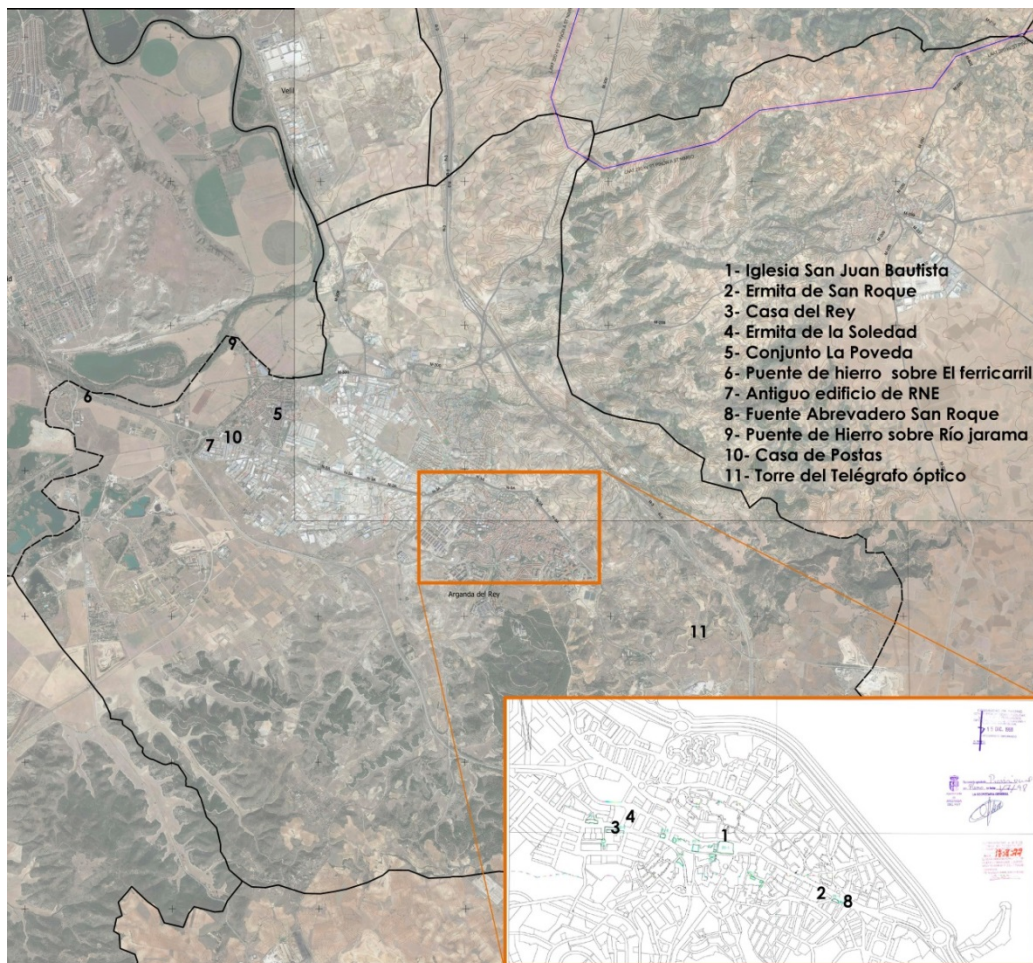 Veli
1- Iglesia San Juan Bautista
2- Ermita de San Roque
3- Casa del Rey
4- Ermita de la Soledad
5- Conjunto La Poveda
6- Puente de hierro sobre El ferricarril
7- Antiguo edificio de RNE
8- Fuente Abrevadero San Roque
9- Puente de Hierro sobre Río jarama
10- Casa de Postas
11- Torre del Telégrafo óptico
9
6
5
10
7
Arganda del Rey
11
4
3
1
2
8